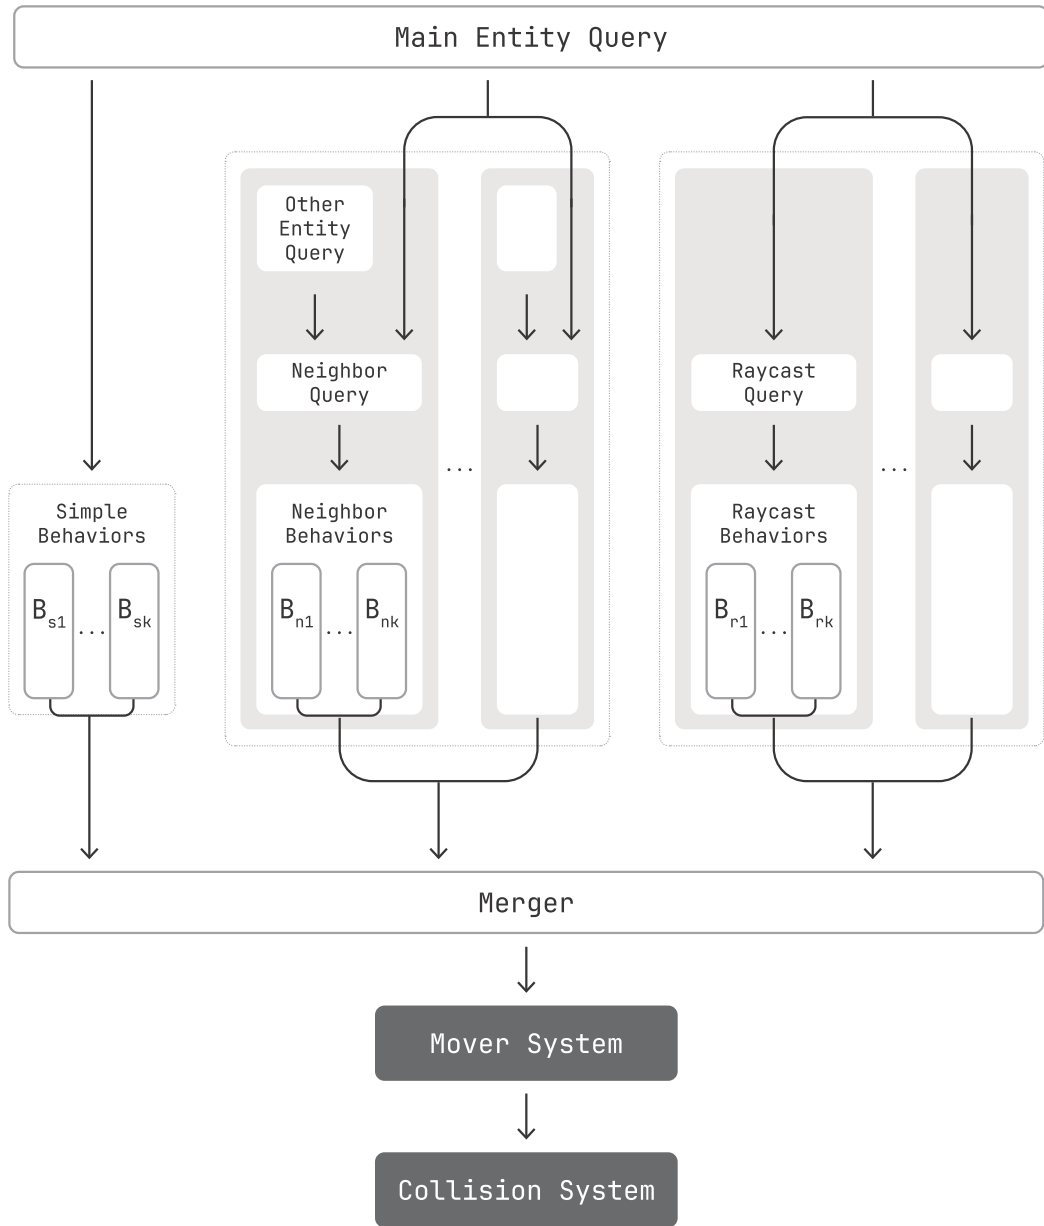 Main Entity Query
Other
Entity
Query
Neighbor
Query
Raycast
Query
...
...
Simple
Behaviors
Neighbor
Behaviors
Raycast
Behaviors
Bs1 ... Bsk
Bn1 ... Bnk
Br1 ... Brk
Merger
Mover System
Collision System